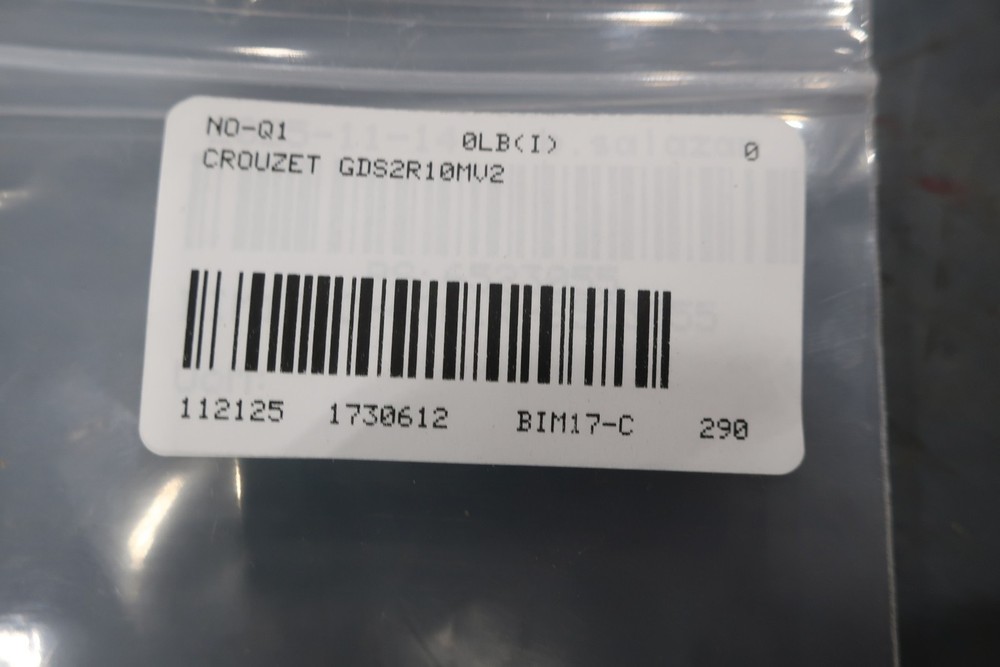 NO-Q1 0LB(I) 0
CROUZET GDS2R10MV2
112125 1730612 BIM17-C 290